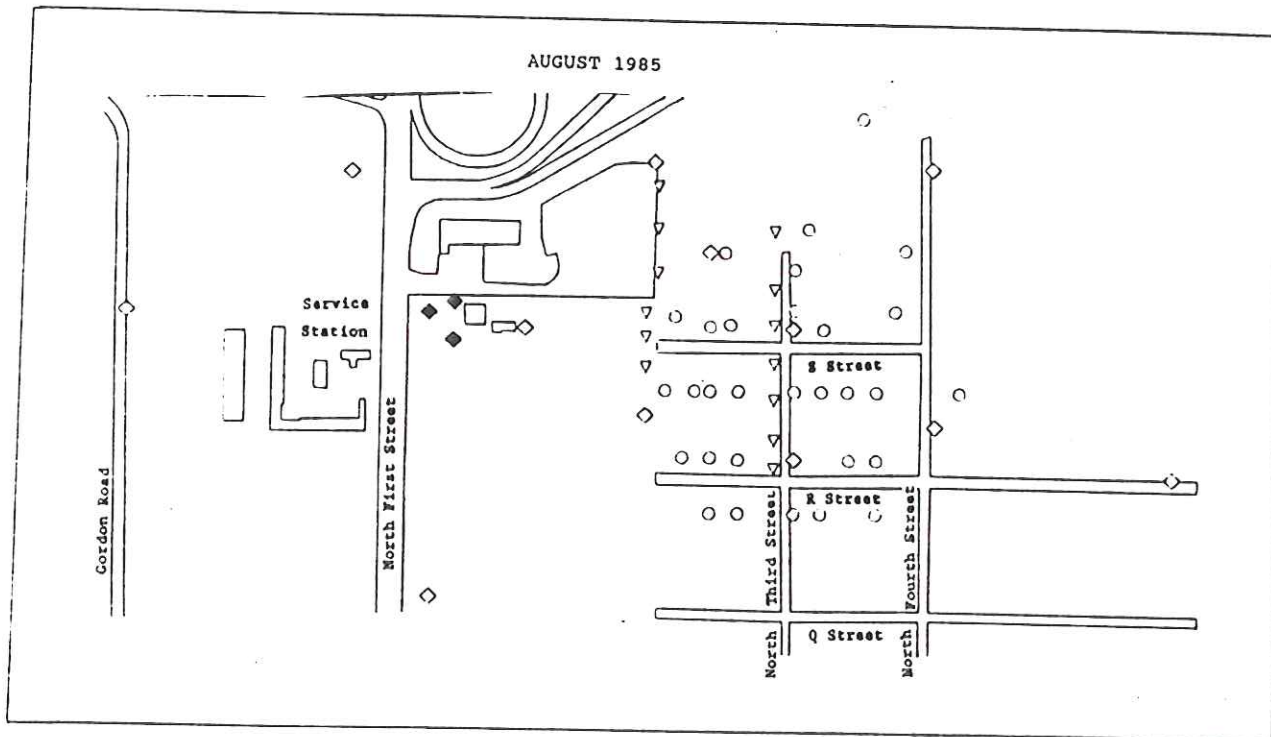 AUGUST 1985
Service
Station
S Street
R Street
Q Street
Gordon Road
North First Street
North Third Street
North Fourth Street